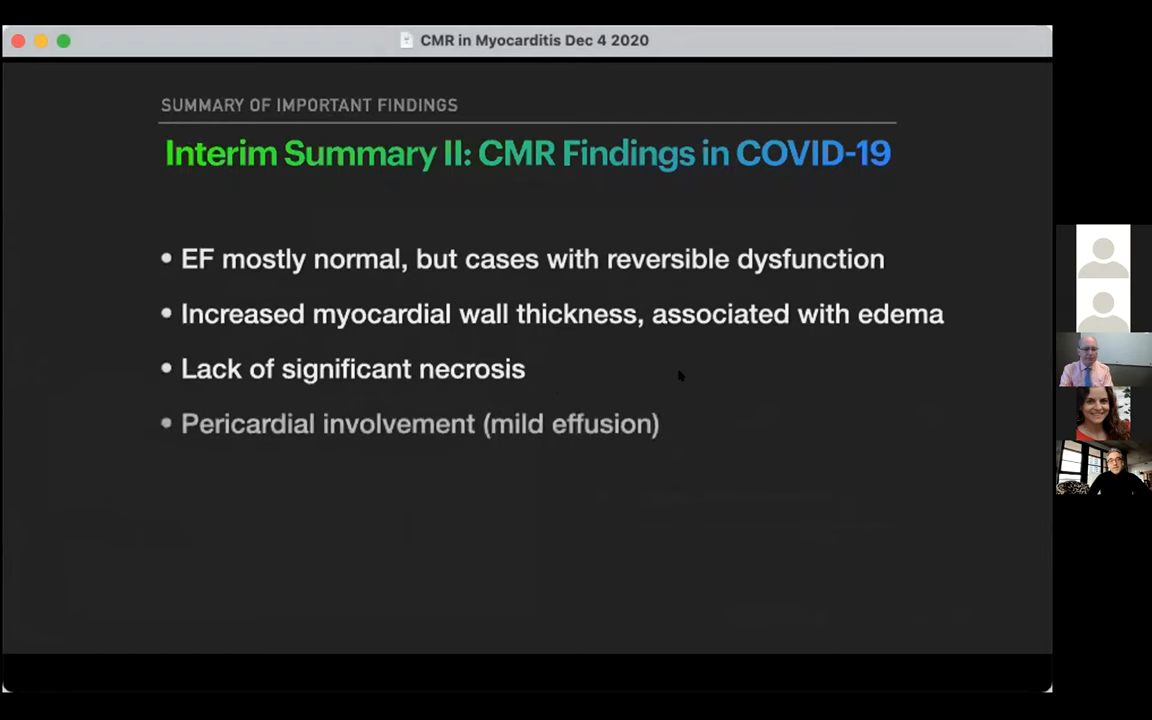 CMR in Myocarditis Dec 4 2020
SUMMARY OF IMPORTANT FINDINGS
Interim Summary II: CMR Findings in COVID-19
• EF mostly normal, but cases with reversible dysfunction
• Increased myocardial wall thickness, associated with edema
• Lack of significant necrosis
• Pericardial involvement (mild effusion)